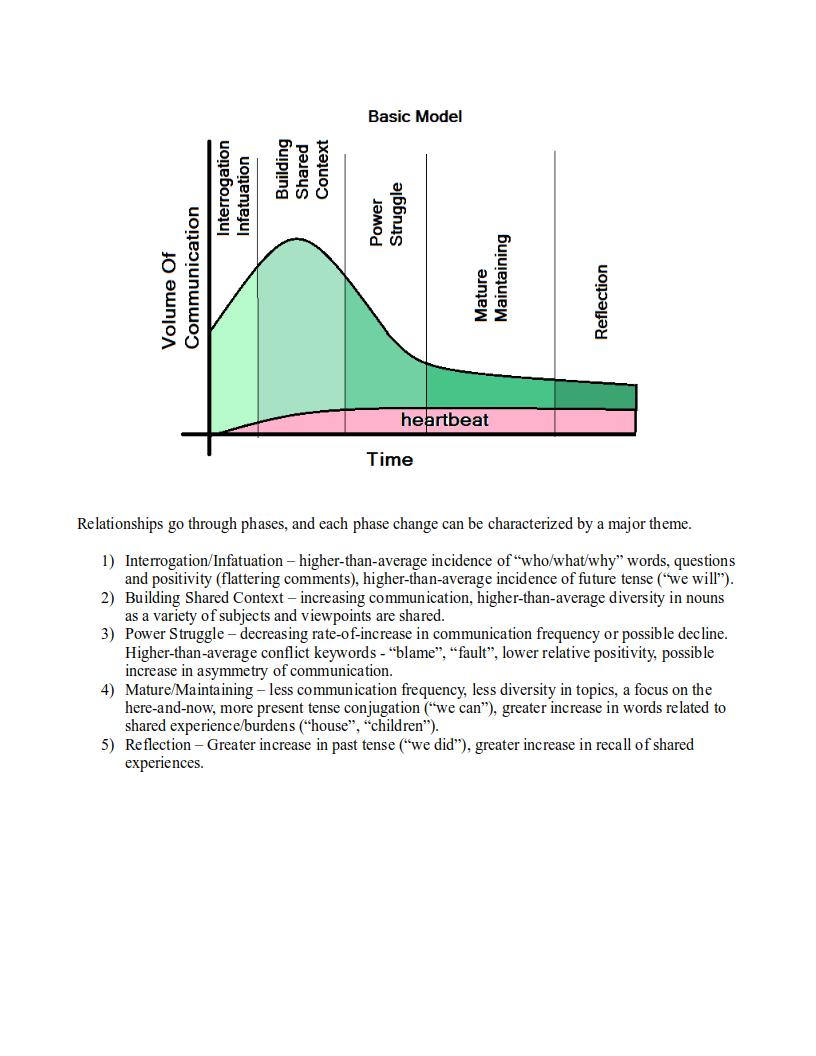 Basic Model
Interrogation
Infatuation
Building
Shared
Context
Power
Struggle
Mature
Maintaining
Reflection
Volume Of
Communication
heartbeat
Time
Relationships go through phases, and each phase change can be characterized by a major theme.
1) Interrogation/Infatuation – higher-than-average incidence of “who/what/why” words, questions
and positivity (flattering comments), higher-than-average incidence of future tense (“we will”).
2) Building Shared Context – increasing communication, higher-than-average diversity in nouns
as a variety of subjects and viewpoints are shared.
3) Power Struggle – decreasing rate-of-increase in communication frequency or possible decline.
Higher-than-average conflict keywords - “blame”, “fault”, lower relative positivity, possible
increase in asymmetry of communication.
4) Mature/Maintaining – less communication frequency, less diversity in topics, a focus on the
here-and-now, more present tense conjugation (“we can”), greater increase in words related to
shared experience/burdens (“house”, “children”).
5) Reflection – Greater increase in past tense (“we did”), greater increase in recall of shared
experiences.